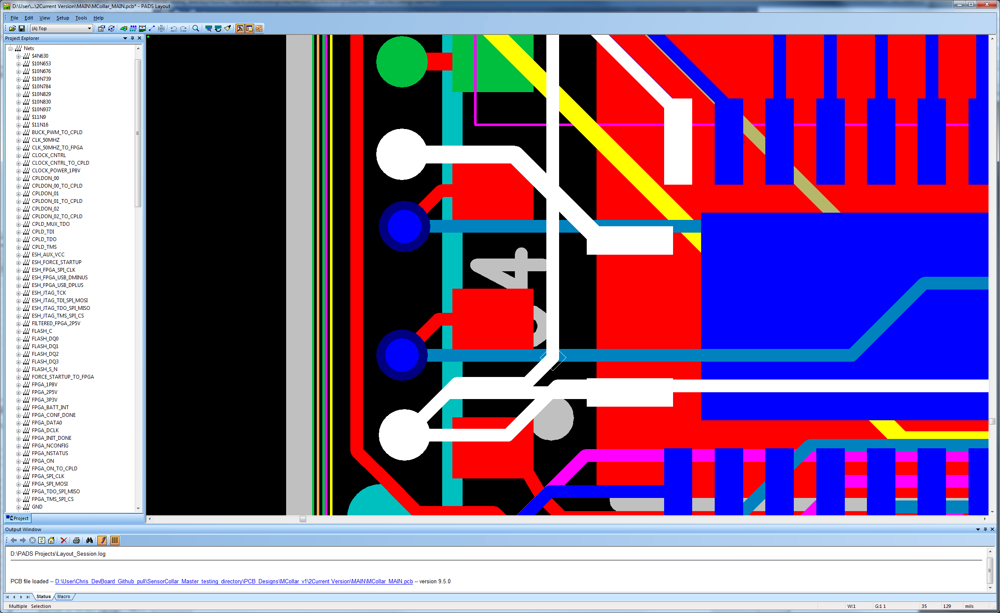 D:\User\...\2Current Version\MAIN\MCollar_MAIN.pcb* - PADS Layout
File Edit View Setup Tools Help
(A) Top
Project Explorer
Nets
$4N630
$10N653
$10N676
$10N739
$10N784
$10N829
$10N830
$10N937
$11N9
$11N16
BUCK_PWM_TO_CPLD
CLK_50MHZ
CLK_50MHZ_TO_FPGA
CLOCK_CNTRL
CLOCK_CNTRL_TO_CPLD
CLOCK_POWER_1P8V
CPLDON_00
CPLDON_00_TO_CPLD
CPLDON_01
CPLDON_01_TO_CPLD
CPLDON_02
CPLDON_02_TO_CPLD
CPLD_MUX_TDO
CPLD_TDI
CPLD_TDO
CPLD_TMS
ESH_AUX_VCC
ESH_FORCE_STARTUP
ESH_FPGA_SPI_CLK
ESH_FPGA_USB_DMINUS
ESH_FPGA_USB_DPLUS
ESH_JTAG_TCK
ESH_JTAG_TDI_SPI_MOSI
ESH_JTAG_TDO_SPI_MISO
ESH_JTAG_TMS_SPI_CS
FILTERED_FPGA_2P5V
FLASH_C
FLASH_DQ0
FLASH_DQ1
FLASH_DQ2
FLASH_DQ3
FLASH_S_N
FORCE_STARTUP_TO_FPGA
FPGA_1P8V
FPGA_2P5V
FPGA_3P3V
FPGA_BATT_INT
FPGA_CONF_DONE
FPGA_DATA0
FPGA_DCLK
FPGA_INIT_DONE
FPGA_NCONFIG
FPGA_NSTATUS
FPGA_ON
FPGA_ON_TO_CPLD
FPGA_SPI_CLK
FPGA_SPI_MOSI
FPGA_TDO_SPI_MISO
FPGA_TMS_SPI_CS
GND
4
Project
Output Window
D:\PADS Projects\Layout_Session.log
PCB file loaded -- D:\User\Chris_DevBoard_Github_pull\SensorCollar_Master_testing_directory\PCB_Designs\MCollar_v1\2Current Version\MAIN\MCollar_MAIN.pcb -- version 9.5.0
Status Macro
Multiple Selection W:1 G:1 1 35 129 mils